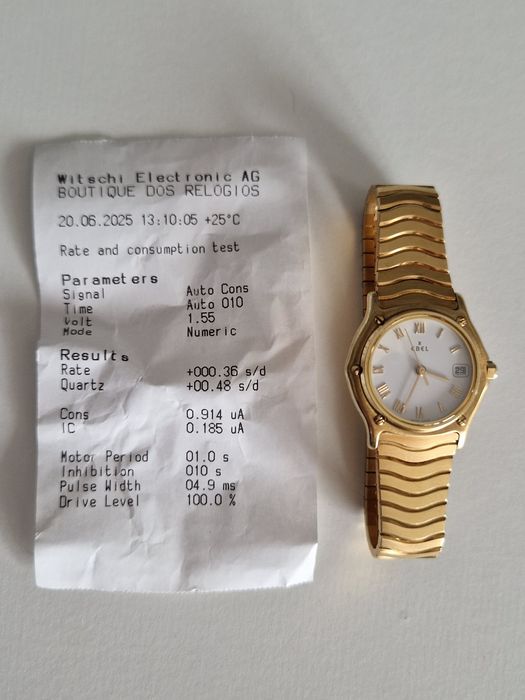 Witschi Electronic AG
BOUTIQUE DOS RELOGIOS
20.06.2025 13:10:05 +25°C
Rate and consumption test
Parameters
Signal Auto Cons
Time Auto 010
Volt 1.55
Mode Numeric
Results
Rate +000.36 s/d
Quartz +00.48 s/d
Cons 0.914 uA
IC 0.185 uA
Motor Period 01.0 s
Inhibition 010 s
Pulse Width 04.9 ms
Drive Level 100.0 %
XII
EBEL
29